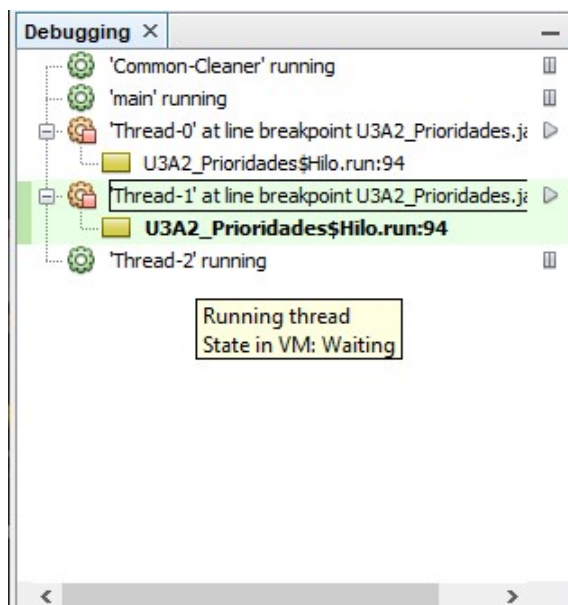 Debugging
'Common-Cleaner' running
'main' running
'Thread-0' at line breakpoint U3A2_Prioridades.ja
U3A2_Prioridades$Hilo.run:94
'Thread-1' at line breakpoint U3A2_Prioridades.ja
U3A2_Prioridades$Hilo.run:94
'Thread-2' running
Running thread
State in VM: Waiting